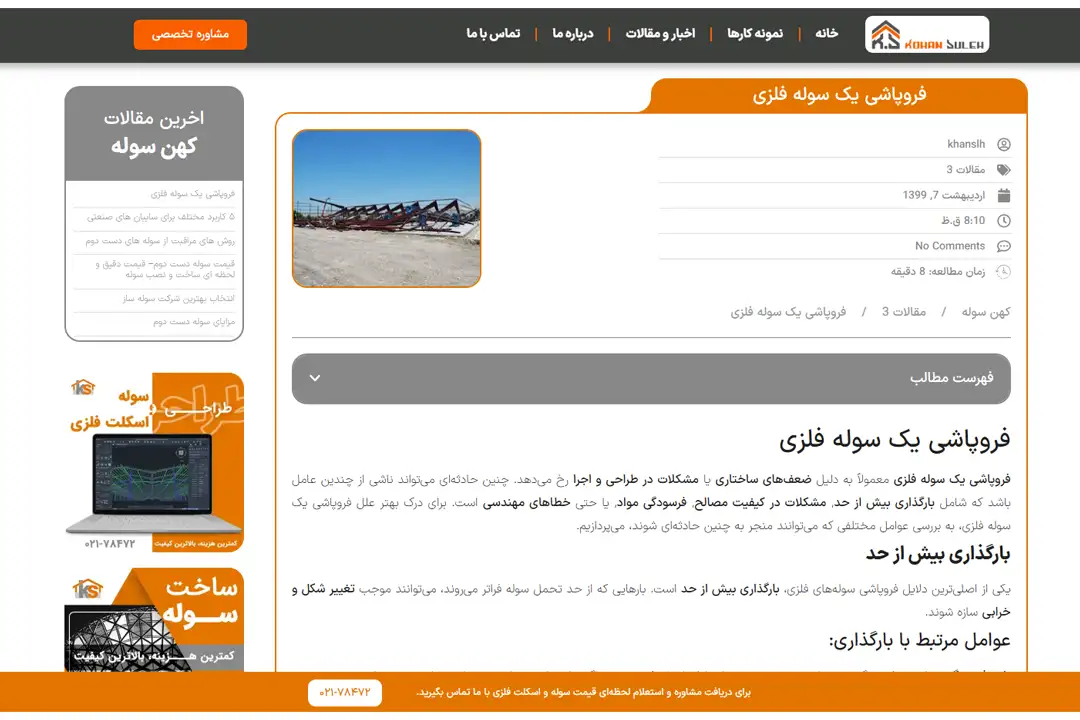 KOHAN SULEH
خانه | نمونه کارها | اخبار و مقالات | درباره ما | تماس با ما
مشاوره تخصصی
فروپاشی یک سوله فلزی
khanslh
مقالات 3
اردیبهشت 7, 1399
8:10 ق.ظ
No Comments
زمان مطالعه: 8 دقیقه
کهن سوله / مقالات 3 / فروپاشی یک سوله فلزی
فهرست مطالب
فروپاشی یک سوله فلزی
فروپاشی یک سوله فلزی معمولاً به دلیل ضعف‌های ساختاری یا مشکلات در طراحی و اجرا رخ می‌دهد. چنین حادثه‌ای می‌تواند ناشی از چندین عامل
باشد که شامل بارگذاری بیش از حد, مشکلات در کیفیت مصالح, فرسودگی مواد, یا حتی خطاهای مهندسی است. برای درک بهتر علل فروپاشی یک
سوله فلزی، به بررسی عوامل مختلفی که می‌توانند منجر به چنین حادثه‌ای شوند، می‌پردازیم.
بارگذاری بیش از حد
یکی از اصلی‌ترین دلایل فروپاشی سوله‌های فلزی، بارگذاری بیش از حد است. بارهایی که از حد تحمل سوله فراتر می‌روند، می‌توانند موجب تغییر شکل و
خرابی سازه شوند.
عوامل مرتبط با بارگذاری:
اخرین مقالات
کهن سوله
فروپاشی یک سوله فلزی
۵ کاربرد مختلف برای سایبان های صنعتی
روش های مراقبت از سوله های دست دوم
قیمت سوله دست دوم– قیمت دقیق و
لحظه ای ساخت و نصب سوله
انتخاب بهترین شرکت سوله ساز
مزایای سوله دست دوم
طراحی سوله
و اسکلت فلزی
۰۲۱-۷۸۴۷۲
کمترین هزینه، بالاترین کیفیت
ساخت
سوله
کمترین هزینه، بالاترین کیفیت
برای دریافت مشاوره و استعلام لحظه‌ای قیمت سوله و اسکلت فلزی با ما تماس بگیرید.
۰۲۱-۷۸۴۷۲